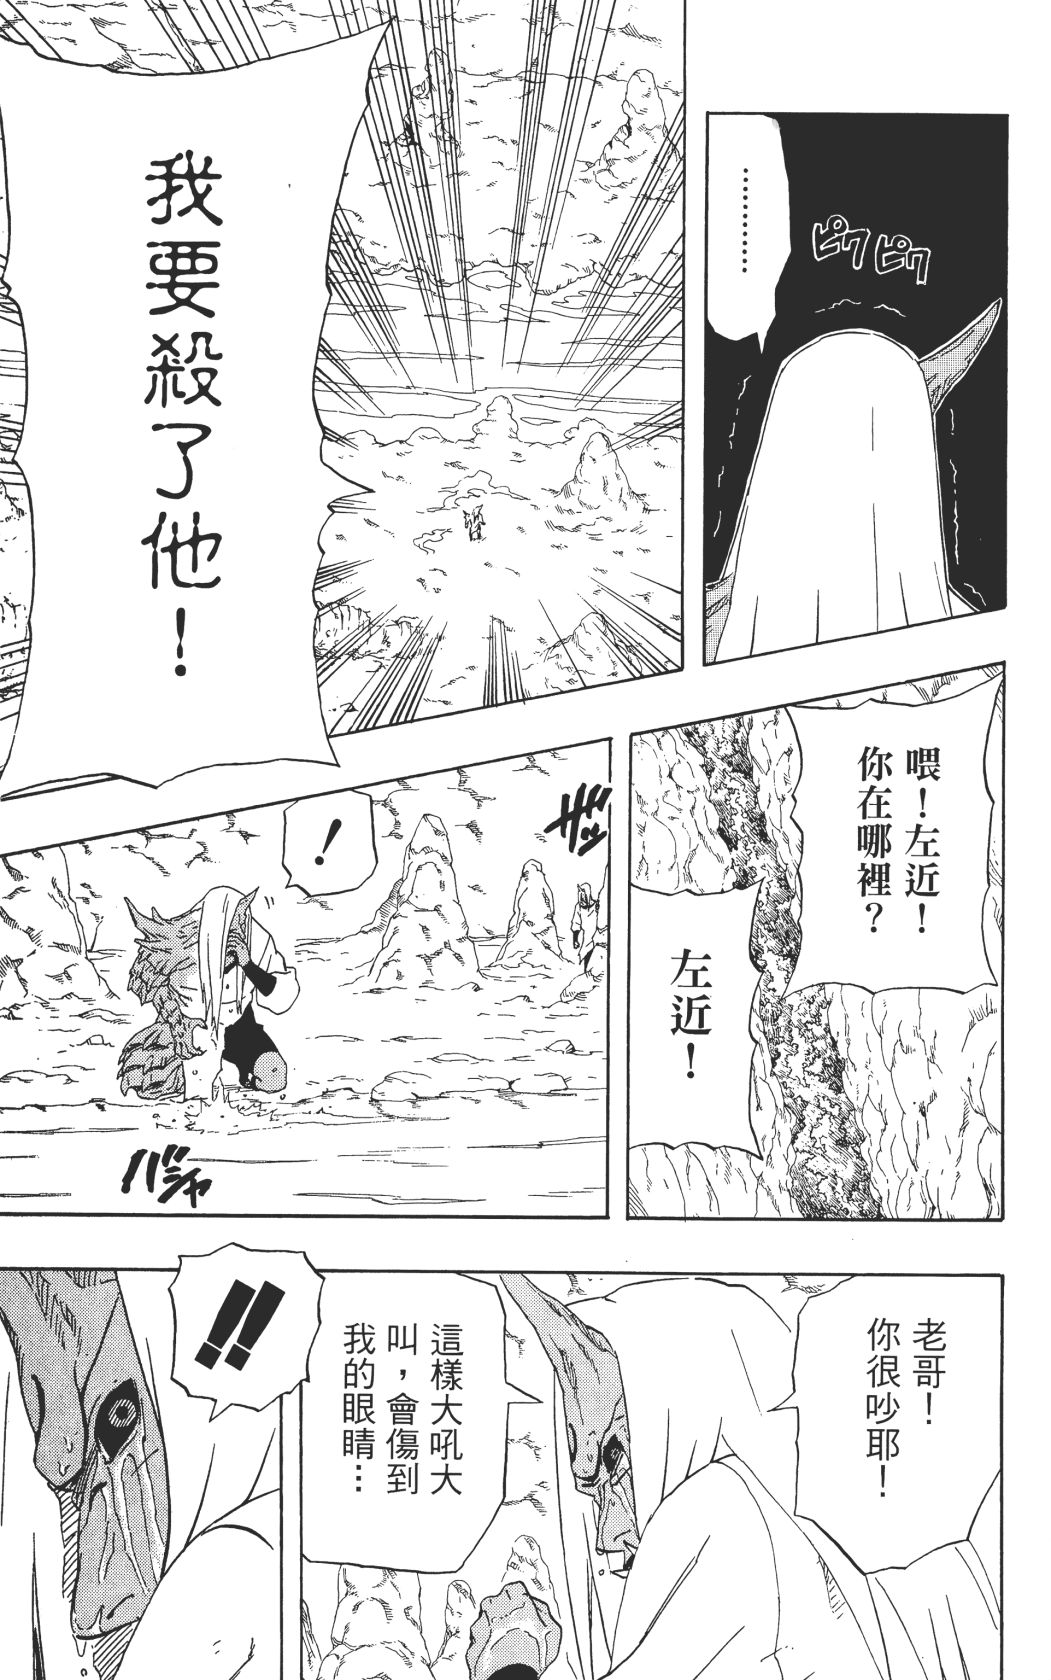 ………
ピク
ピク
我要殺了他！
喂！左近！
你在哪裡？
左近！
ザッ
！
バシャ
老哥！
你很吵耶！
這樣大吼大
叫，會傷到
我的眼睛…
!!